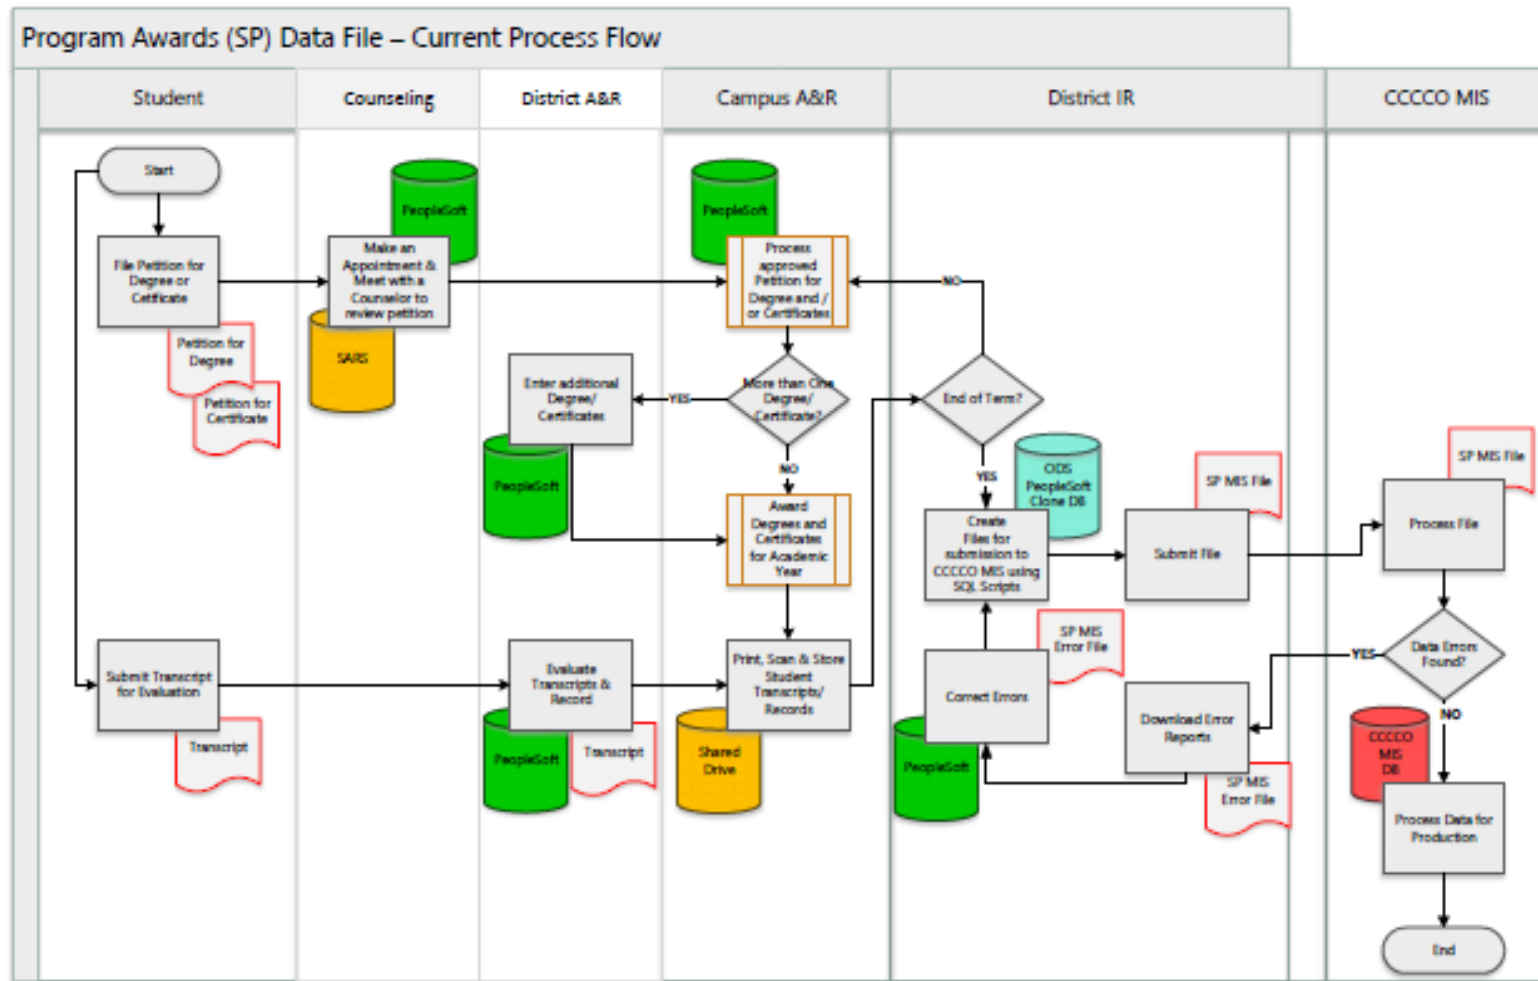 Program Awards (SP) Data File – Current Process Flow
Student
Counseling
District A&R
Campus A&R
District IR
CCCCO MIS
Start
PeopleSoft
PeopleSoft
File Petition for
Degree or
Cetficate
Make an
Appointment &
Meet with a
Counselor to
review petition
Process
approved
Petition for
Degree and /
or Certificates
NO
Petition for
Degree
Petition for
Certificate
SARS
Enter additional
Degree/
Certificates
YES
More than One
Degree/
Certificate?
End of Term?
PeopleSoft
NO
YES
ODS
PeopleSoft
Clone DB
SP MIS File
SP MIS File
Award
Degrees and
Certificates
for Academic
Year
Create
Files for
submission to
CCCCO MIS using
SQL Scripts
Submit File
Process File
SP MIS
Error File
YES
Data Errors
Found?
Submit Transcript
for Evaluation
Evaluate
Transcripts &
Record
Print, Scan & Store
Student
Transcripts/
Records
Correct Errors
Download Error
Reports
NO
Transcript
PeopleSoft
Transcript
Shared
Drive
PeopleSoft
SP MIS
Error File
CCCCO
MIS
DB
Process Data for
Production
End